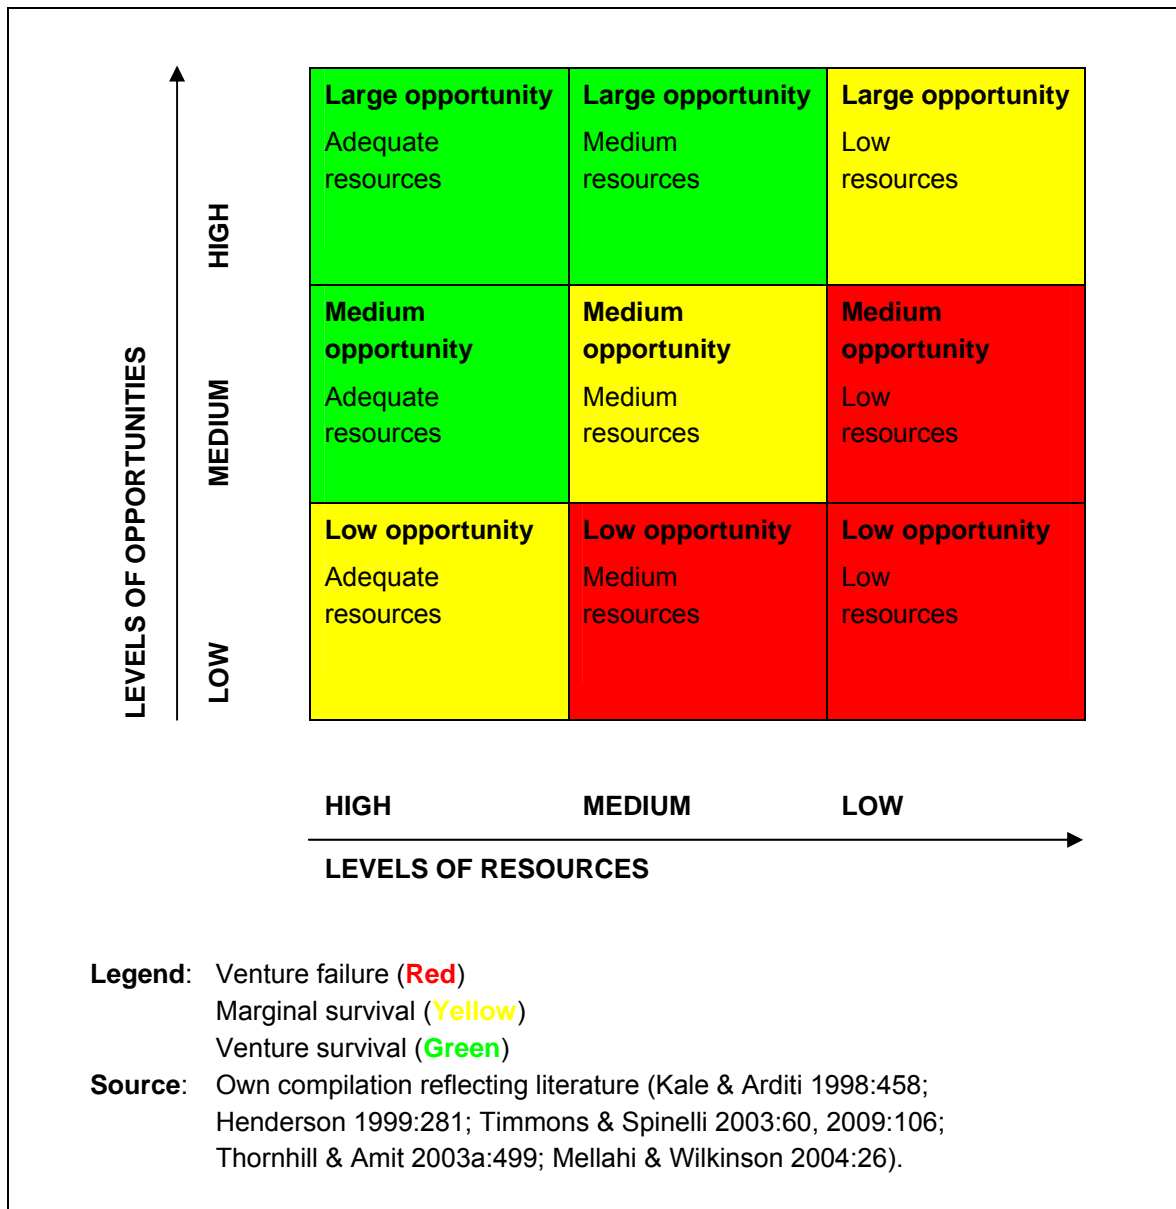 LEVELS OF OPPORTUNITIES
HIGH
Large opportunity
Adequate
resources
Large opportunity
Medium
resources
Large opportunity
Low
resources
MEDIUM
Medium
opportunity
Adequate
resources
Medium
opportunity
Medium
resources
Medium
opportunity
Low
resources
LOW
Low opportunity
Adequate
resources
Low opportunity
Medium
resources
Low opportunity
Low
resources
HIGH
MEDIUM
LOW
LEVELS OF RESOURCES
Legend: Venture failure (Red)
Marginal survival (Yellow)
Venture survival (Green)
Source: Own compilation reflecting literature (Kale & Arditi 1998:458;
Henderson 1999:281; Timmons & Spinelli 2003:60, 2009:106;
Thornhill & Amit 2003a:499; Mellahi & Wilkinson 2004:26).